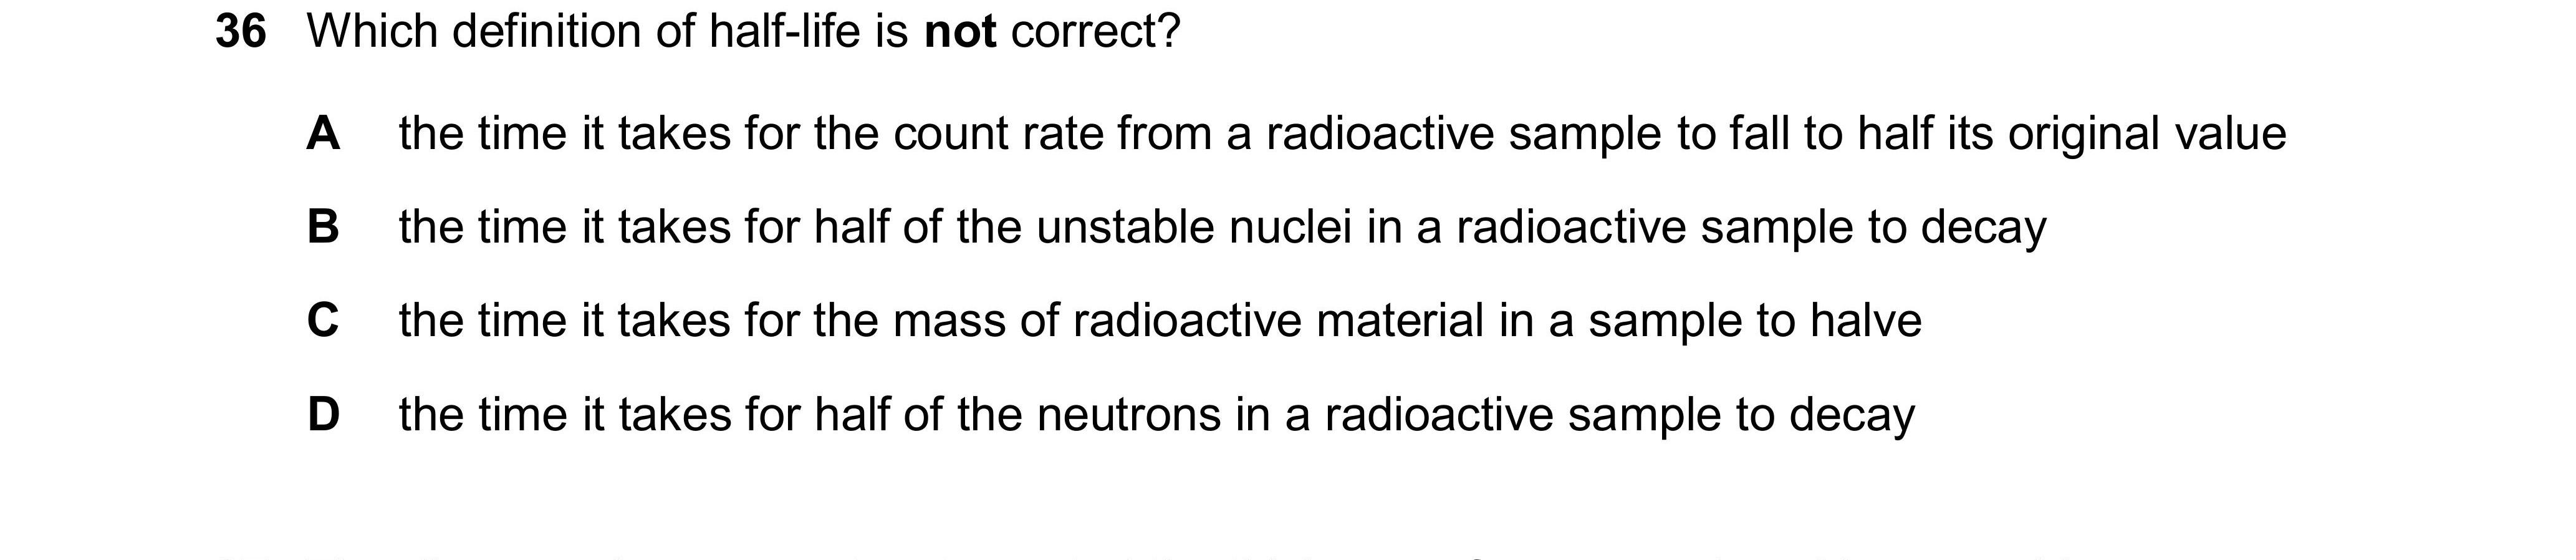 36 Which definition of half-life is not correct?
A the time it takes for the count rate from a radioactive sample to fall to half its original value
B the time it takes for half of the unstable nuclei in a radioactive sample to decay
C the time it takes for the mass of radioactive material in a sample to halve
D the time it takes for half of the neutrons in a radioactive sample to decay